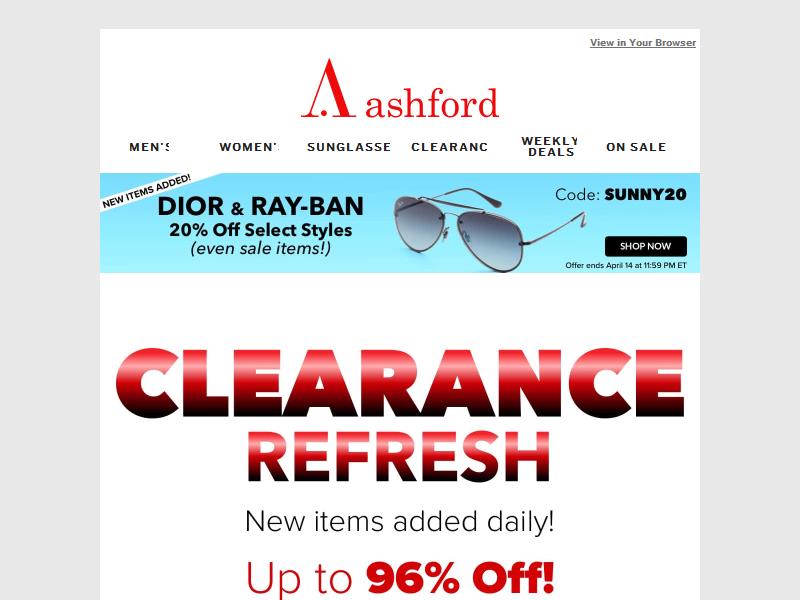 View in Your Browser
ashford
MEN'S
WOMEN'
SUNGLASSE
CLEARANC
WEEKLY
DEALS
ON SALE
NEW ITEMS ADDED!
DIOR & RAY-BAN
20% Off Select Styles
(even sale items!)
Code: SUNNY20
SHOP NOW
Offer ends April 14 at 11:59 PM ET
CLEARANCE
REFRESH
New items added daily!
Up to 96% Off!